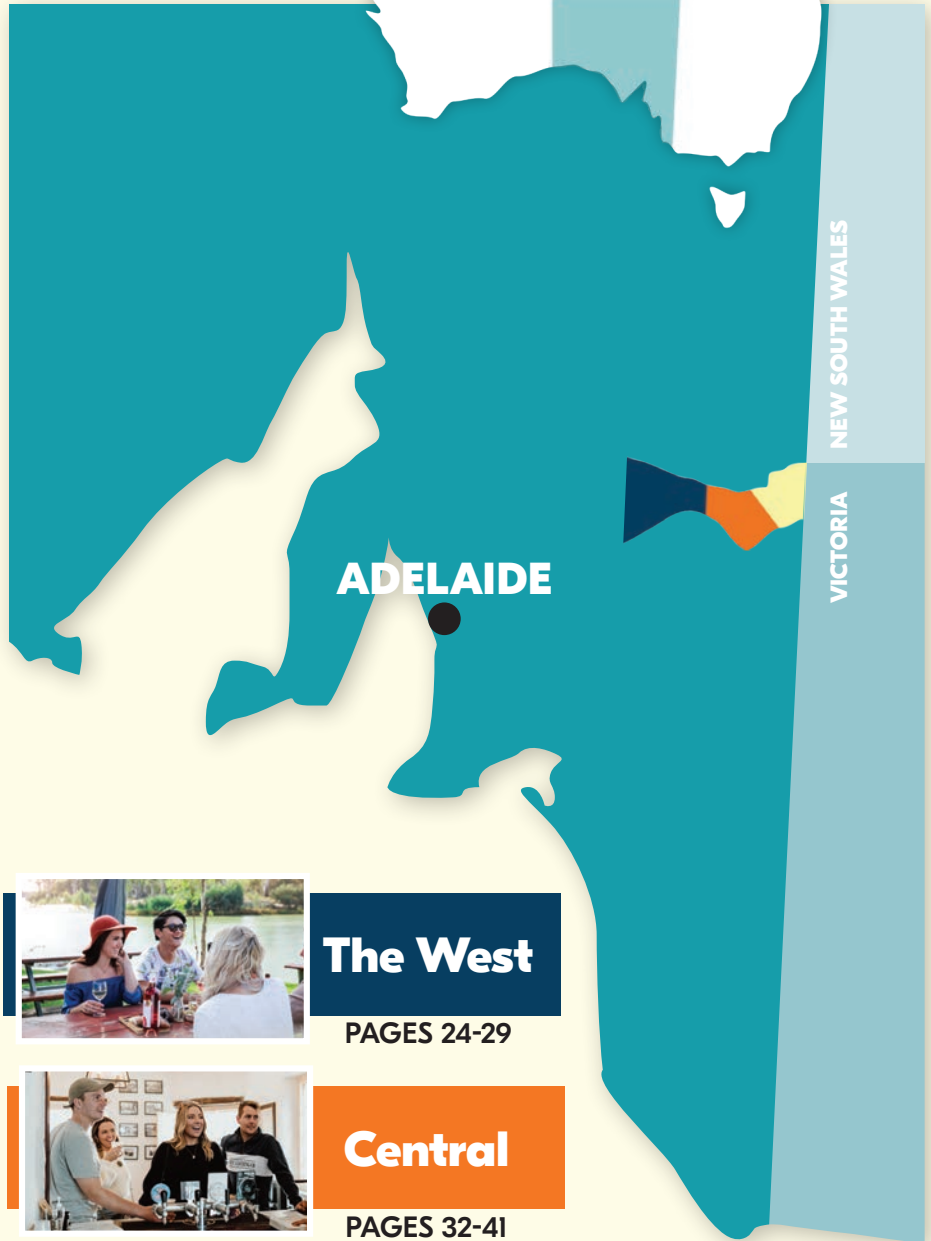 NEW SOUTH WALES
VICTORIA
ADELAIDE
The West
PAGES 24-29
Central
PAGES 32-41